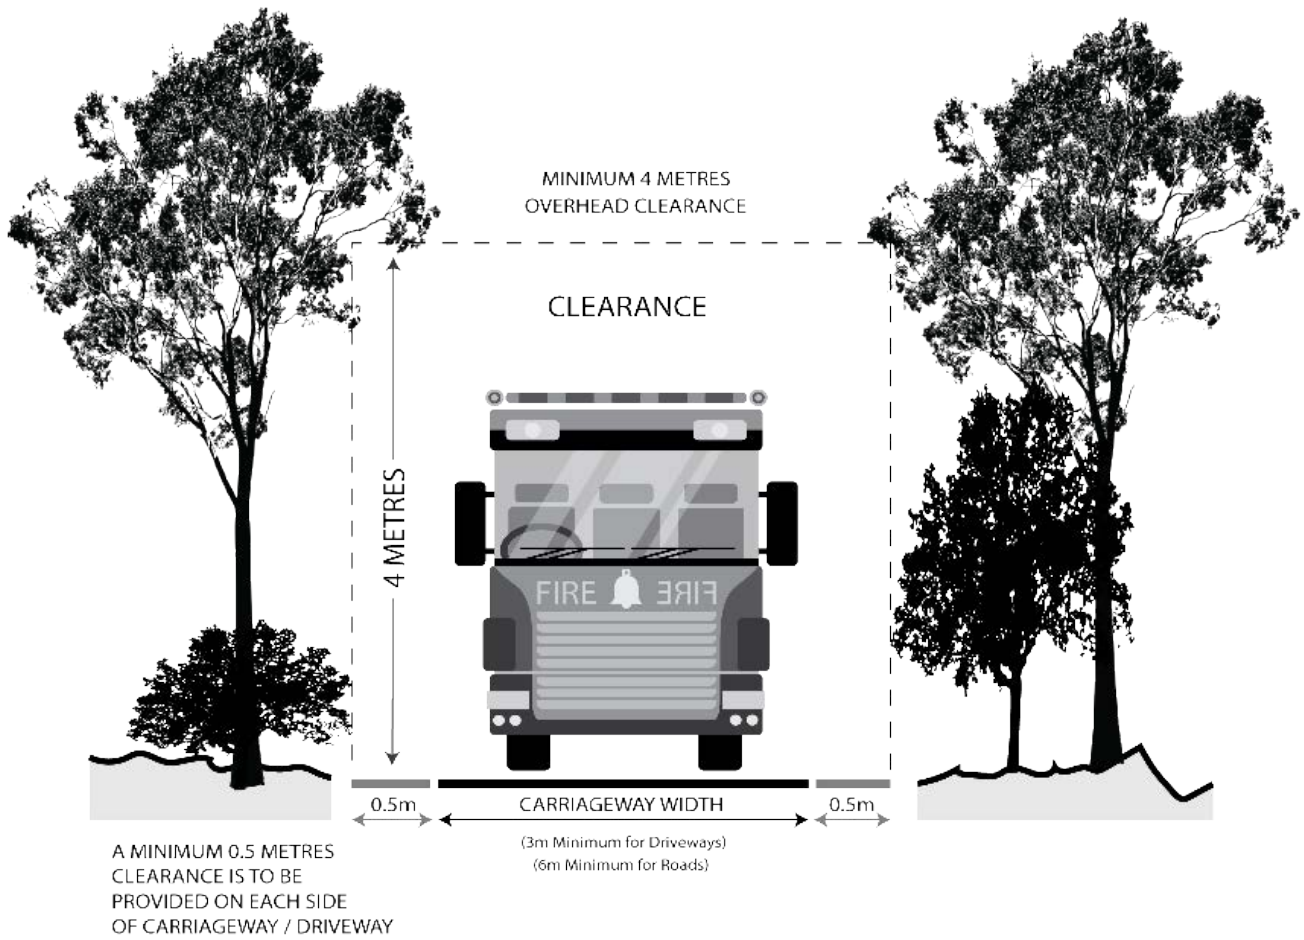 MINIMUM 4 METRES
OVERHEAD CLEARANCE
CLEARANCE
4 METRES
FIRE FIRE
0.5m
CARRIAGEWAY WIDTH
0.5m
(3m Minimum for Driveways)
(6m Minimum for Roads)
A MINIMUM 0.5 METRES
CLEARANCE IS TO BE
PROVIDED ON EACH SIDE
OF CARRIAGEWAY / DRIVEWAY